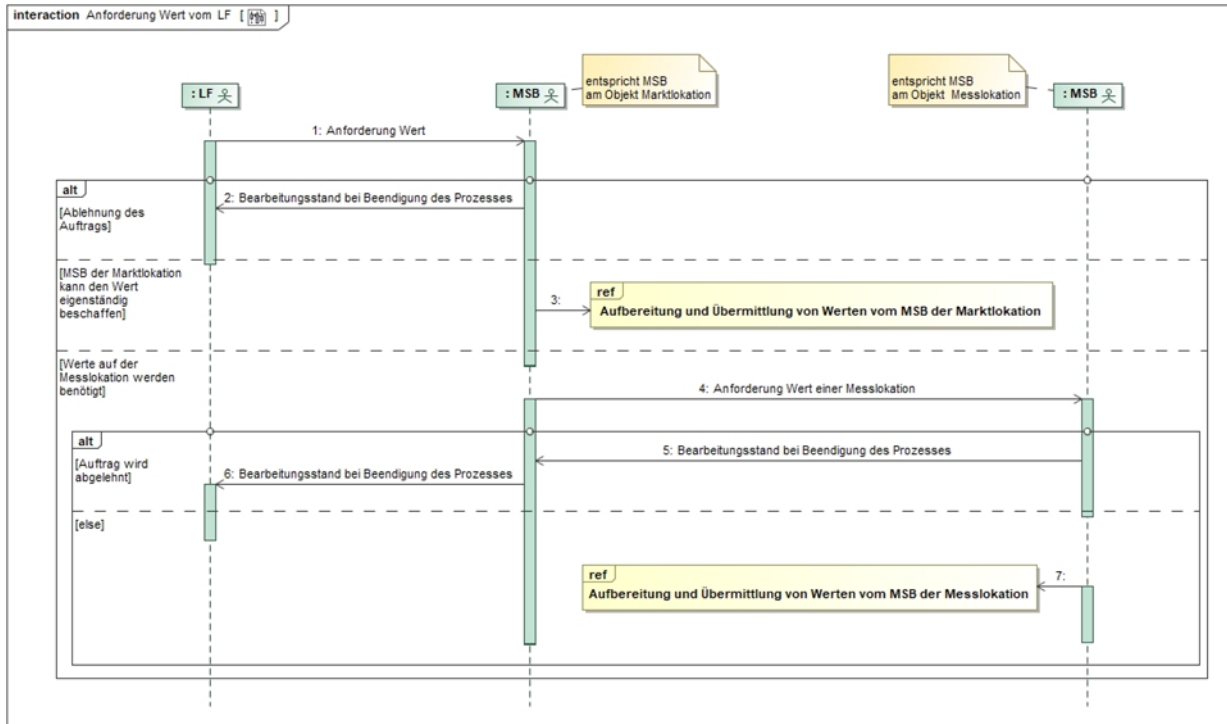 interaction Anforderung Wert vom LF [ ]
entspricht MSB
am Objekt Marktlokation
entspricht MSB
am Objekt Messlokation
: LF
: MSB
: MSB
1: Anforderung Wert
alt
2: Bearbeitungsstand bei Beendigung des Prozesses
[Ablehnung des
Auftrags]
[MSB der Marktlokation
kann den Wert
eigenständig
beschaffen]
3:
ref
Aufbereitung und Übermittlung von Werten vom MSB der Marktlokation
[Werte auf der
Messlokation werden
benötigt]
4: Anforderung Wert einer Messlokation
alt
5: Bearbeitungsstand bei Beendigung des Prozesses
[Auftrag wird
abgelehnt]
6: Bearbeitungsstand bei Beendigung des Prozesses
[else]
ref
7:
Aufbereitung und Übermittlung von Werten vom MSB der Messlokation